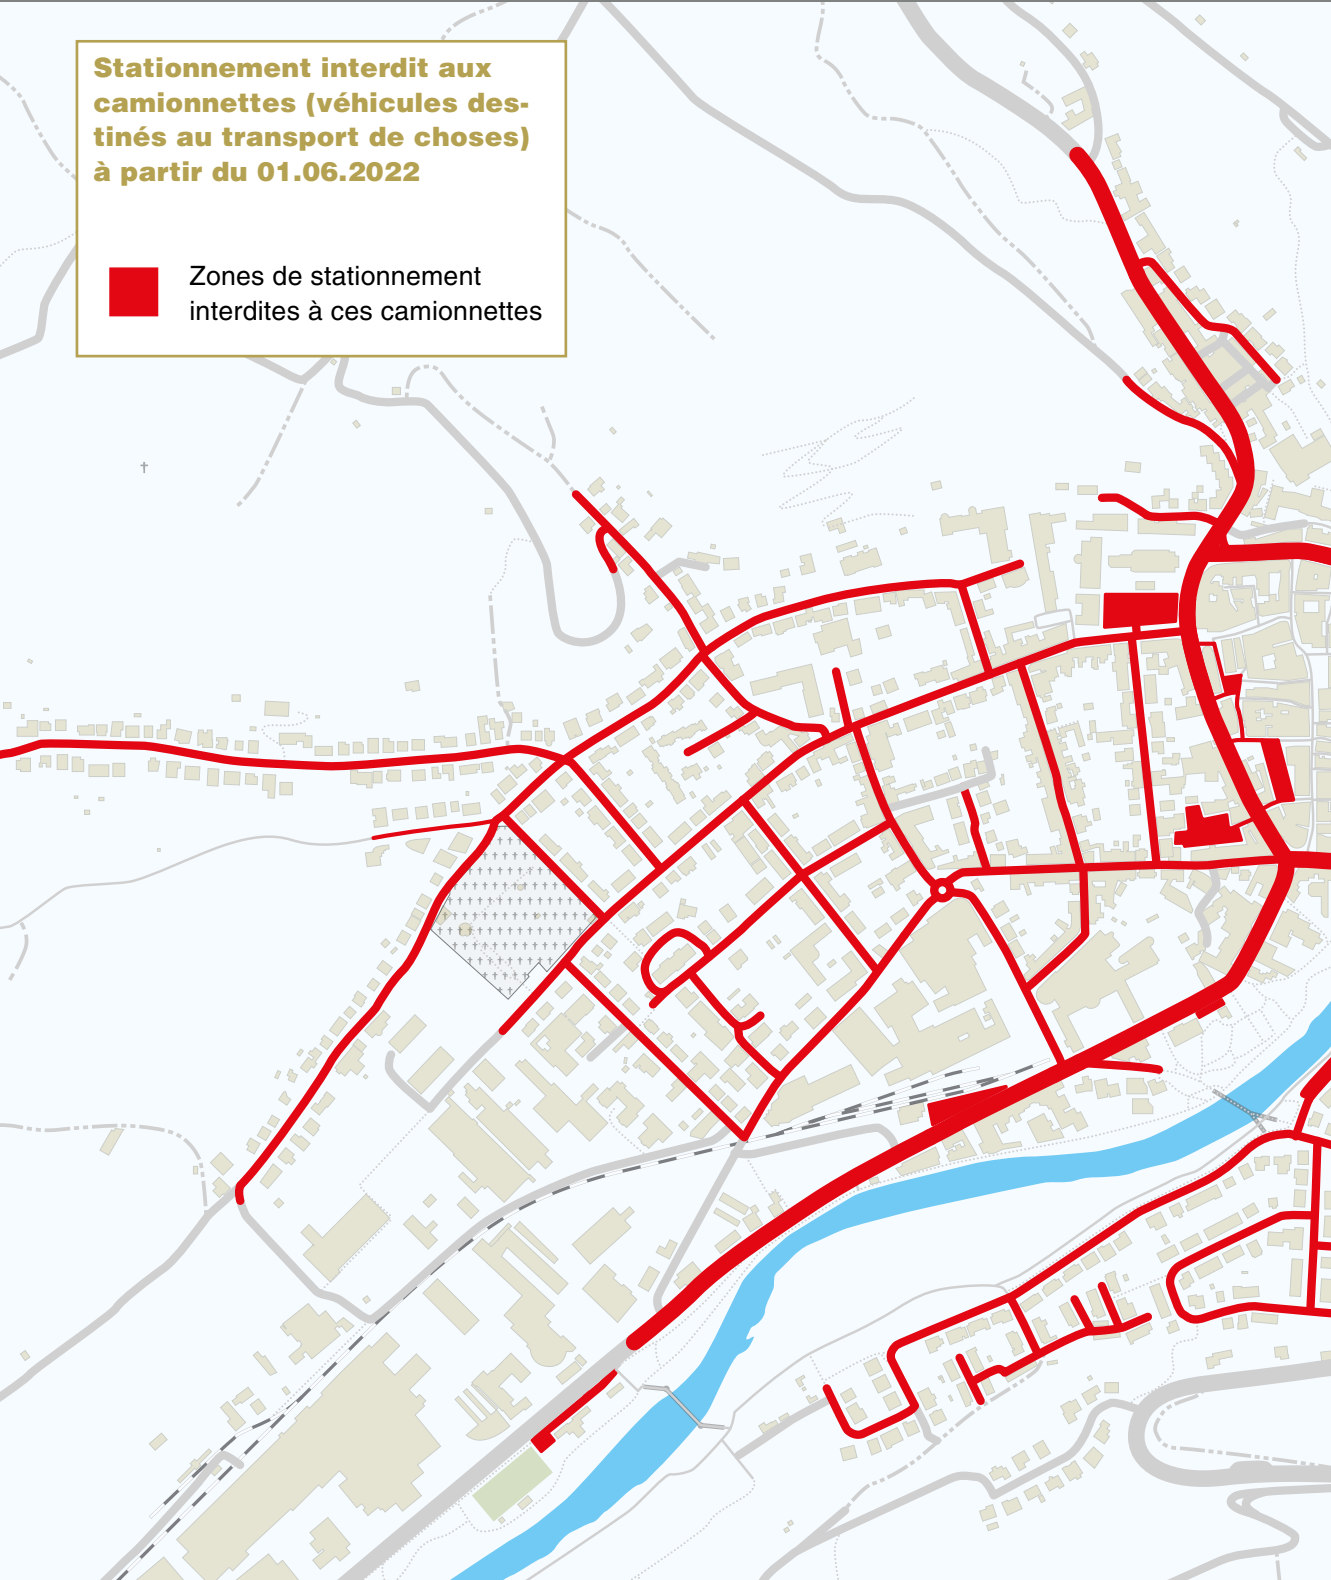 Stationnement interdit aux
camionnettes (véhicules des-
tinés au transport de choses)
à partir du 01.06.2022
Zones de stationnement
interdites à ces camionnettes